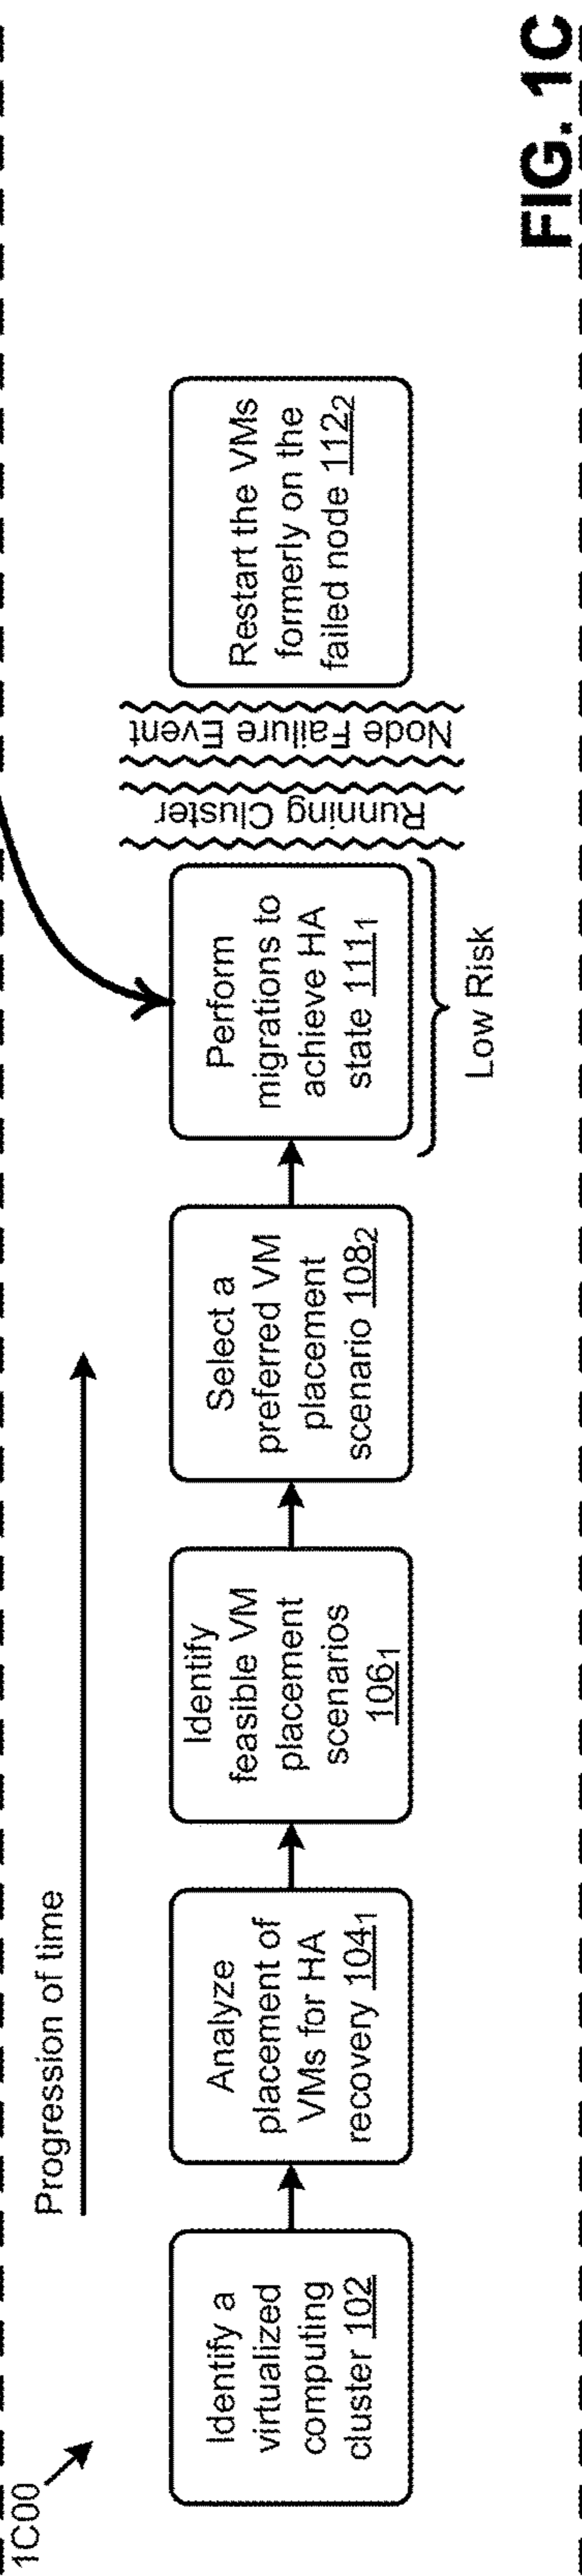 1C00
Progression of time
Identify a
virtualized
computing
cluster 102
Analyze
placement of
VMs for HA
recovery 104₁
Identify
feasible VM
placement
scenarios
106₁
Select a
preferred VM
placement
scenario 108₂
Perform
migrations to
achieve HA
state 111₁
Low Risk
Running Cluster
Node Failure Event
Restart the VMs
formerly on the
failed node 112₂
FIG. 1C